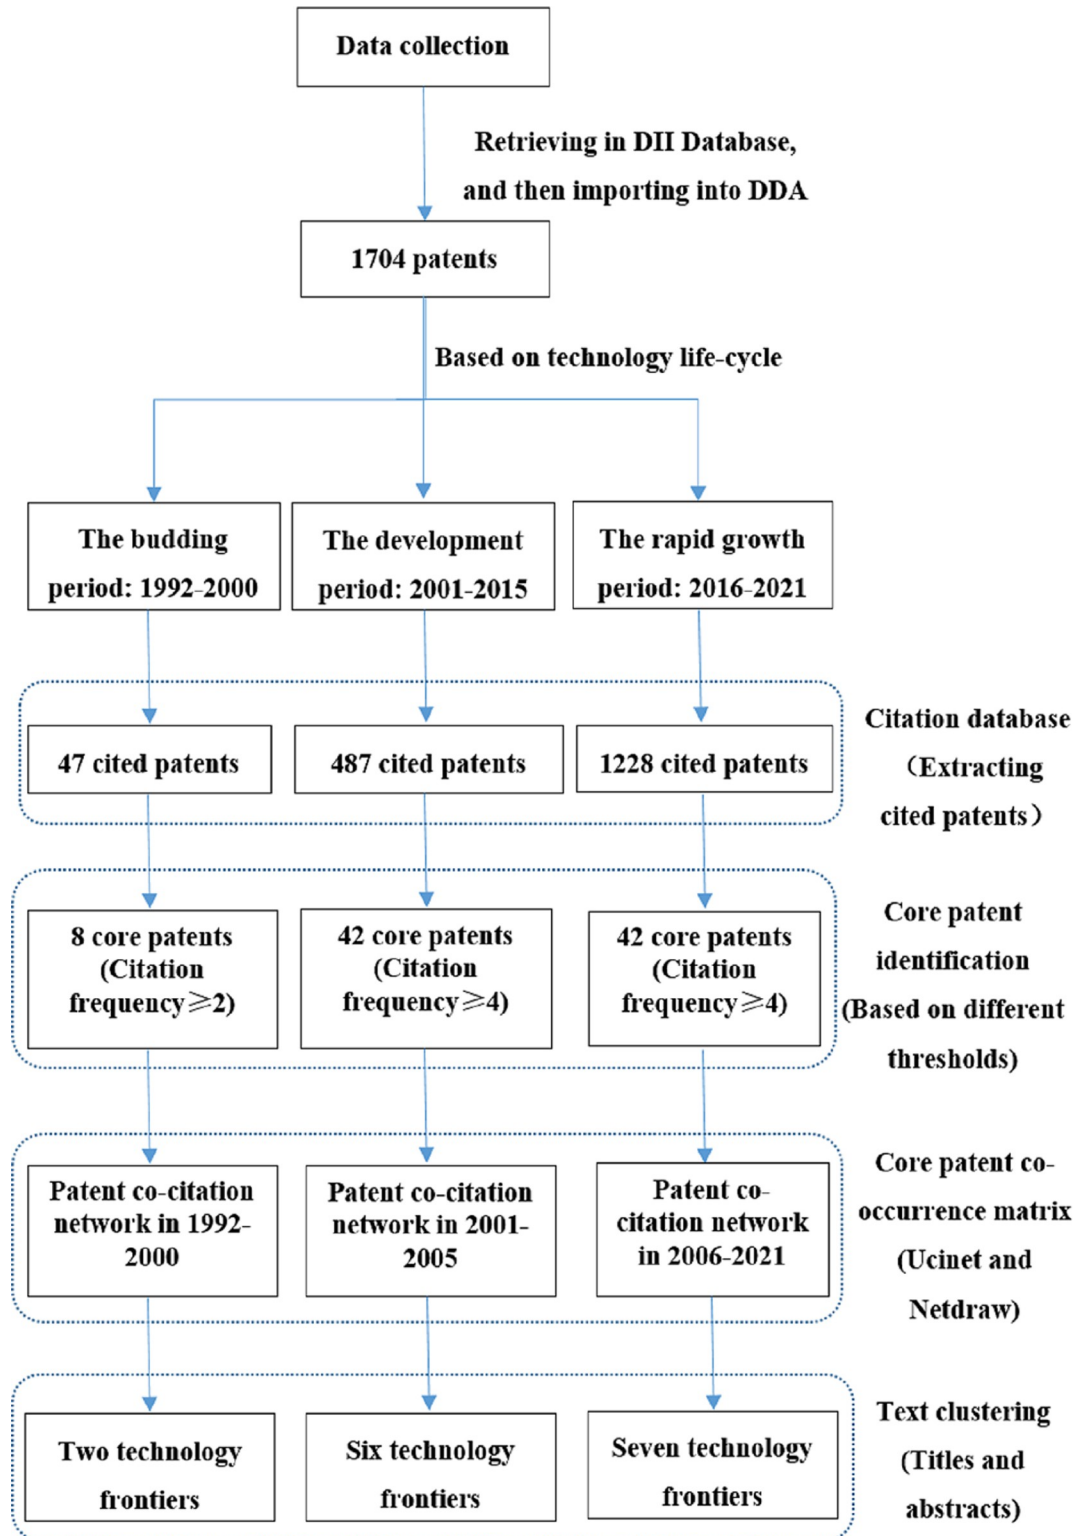 Data collection
Retrieving in DII Database,
and then importing into DDA
1704 patents
Based on technology life-cycle
The budding
period: 1992-2000
The development
period: 2001-2015
The rapid growth
period: 2016-2021
47 cited patents
487 cited patents
1228 cited patents
Citation database
（Extracting
cited patents）
8 core patents
(Citation
frequency≥2)
42 core patents
(Citation
frequency≥4)
42 core patents
(Citation
frequency≥4)
Core patent
identification
(Based on different
thresholds)
Patent co-citation
network in 1992-
2000
Patent co-citation
network in 2001-
2005
Patent co-
citation network
in 2006-2021
Core patent co-
occurrence matrix
(Ucinet and
Netdraw)
Two technology
frontiers
Six technology
frontiers
Seven technology
frontiers
Text clustering
(Titles and
abstracts)